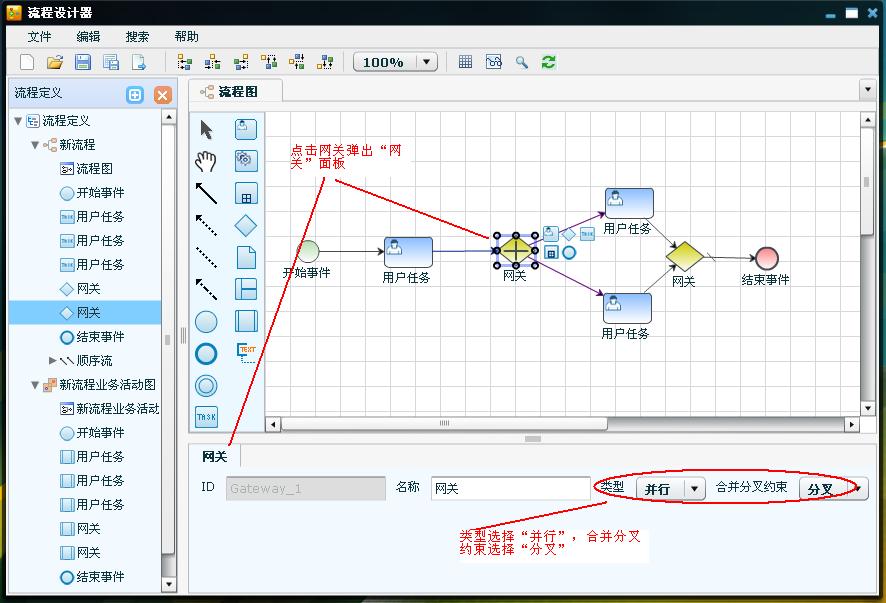 流程设计器
文件 编辑 搜索 帮助
100%
流程定义
流程定义
新流程
流程图
开始事件
TASK 用户任务
TASK 用户任务
TASK 用户任务
网关
网关
结束事件
顺序流
新流程业务活动图
新流程业务活动
开始事件
用户任务
用户任务
用户任务
网关
网关
结束事件
流程图
TEXT
TASK
点击网关弹出“网
关”面板
开始事件
用户任务
网关
TASK
用户任务
用户任务
网关
结束事件
网关
ID Gateway_1 名称 网关 类型 并行 合并分叉约束 分叉
类型选择“并行”，合并分叉
约束选择“分叉”